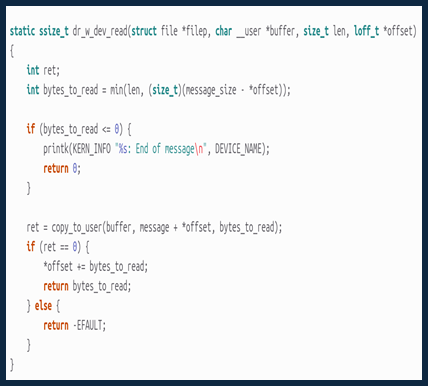 static ssize_t dr_w_dev_read(struct file *filep, char __user *buffer, size_t len, loff_t *offset)
{
int ret;
int bytes_to_read = min(len, (size_t)(message_size - *offset));
if (bytes_to_read <= 0) {
printk(KERN_INFO "%s: End of message\n", DEVICE_NAME);
return 0;
}
ret = copy_to_user(buffer, message + *offset, bytes_to_read);
if (ret == 0) {
*offset += bytes_to_read;
return bytes_to_read;
} else {
return -EFAULT;
}
}